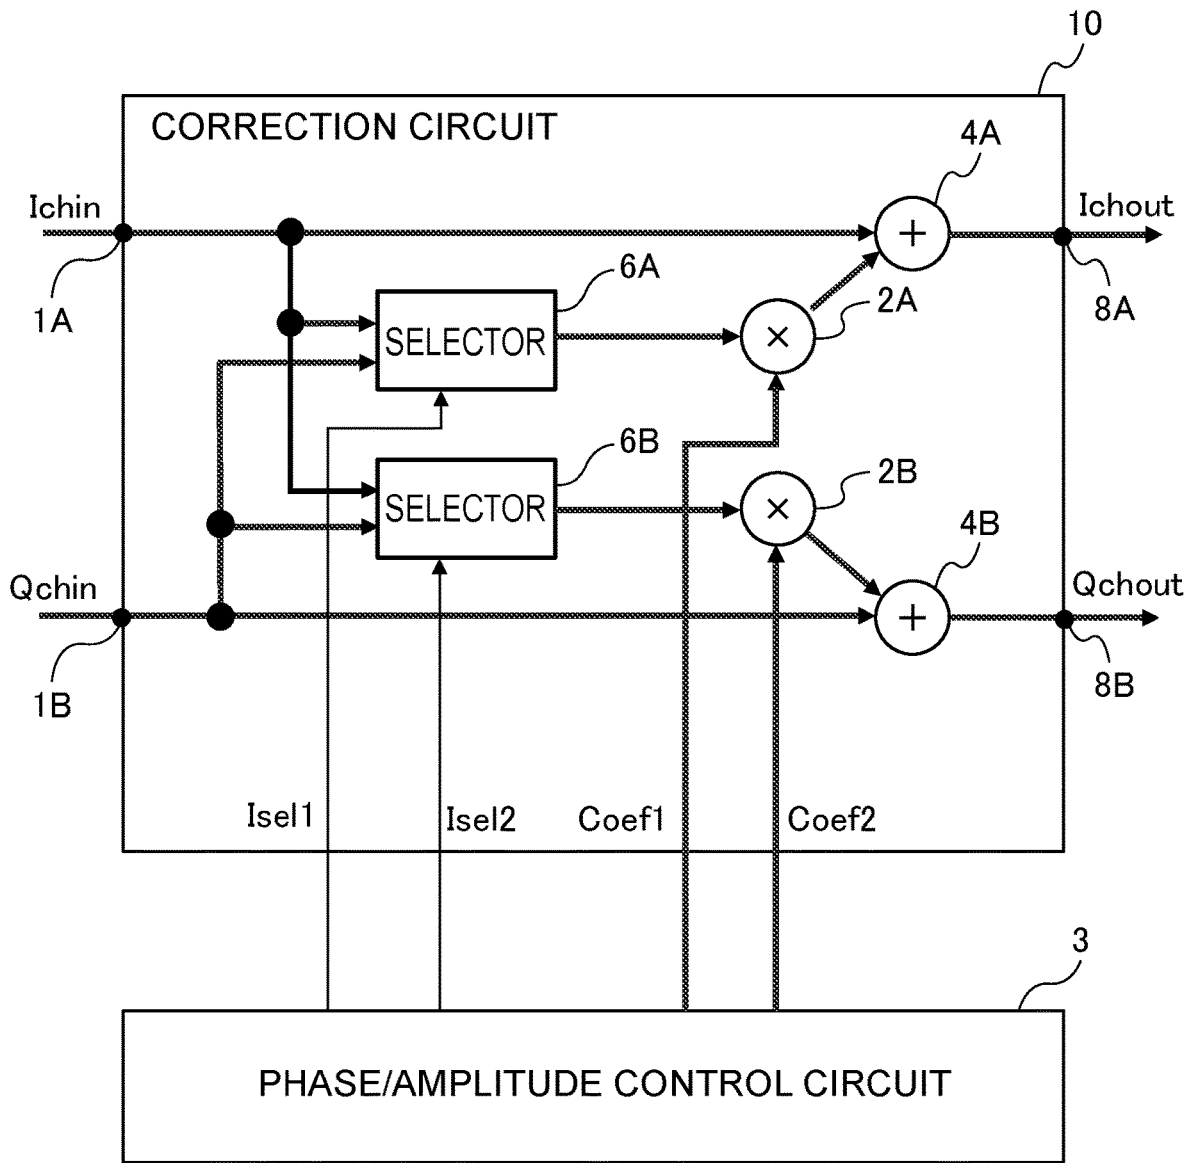 10
CORRECTION CIRCUIT
4A
Ichin
Ichout
1A
6A
2A
8A
SELECTOR
+
×
6B
2B
SELECTOR
×
4B
Qchin
Qchout
+
1B
8B
Isel1
Isel2
Coef1
Coef2
3
PHASE/AMPLITUDE CONTROL CIRCUIT